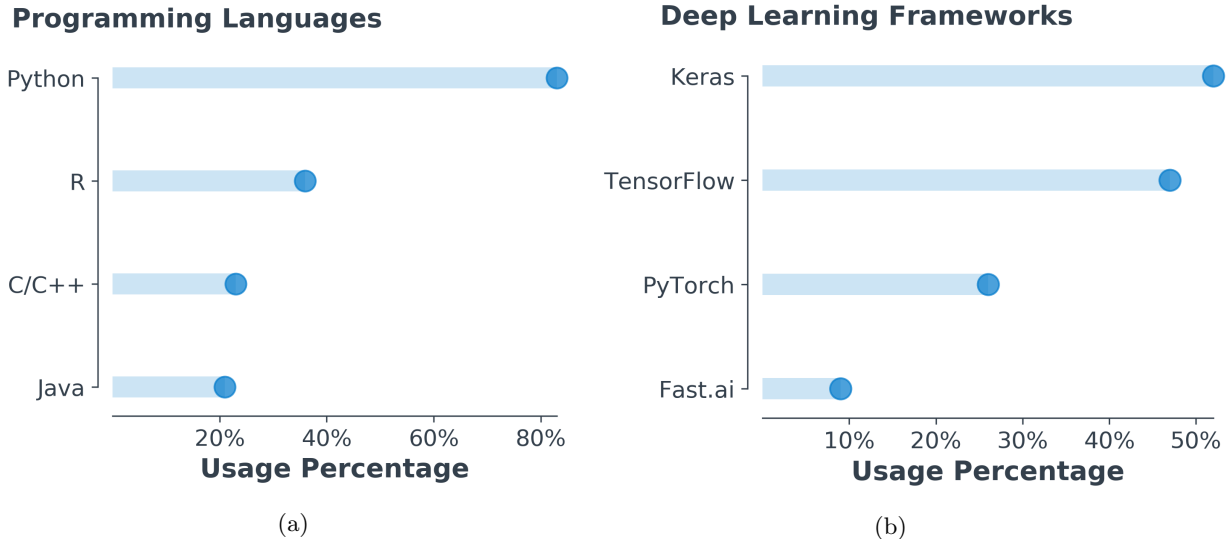 Programming Languages
Python
R
C/C++
Java
20% 40% 60% 80%
Usage Percentage
(a)
Deep Learning Frameworks
Keras
TensorFlow
PyTorch
Fast.ai
10% 20% 30% 40% 50%
Usage Percentage
(b)